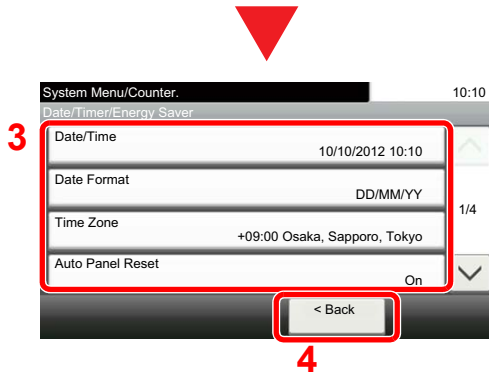 System Menu/Counter. 10:10
Date/Timer/Energy Saver
3
Date/Time
10/10/2012 10:10
Date Format
DD/MM/YY
1/4
Time Zone
+09:00 Osaka, Sapporo, Tokyo
Auto Panel Reset
On
< Back
4